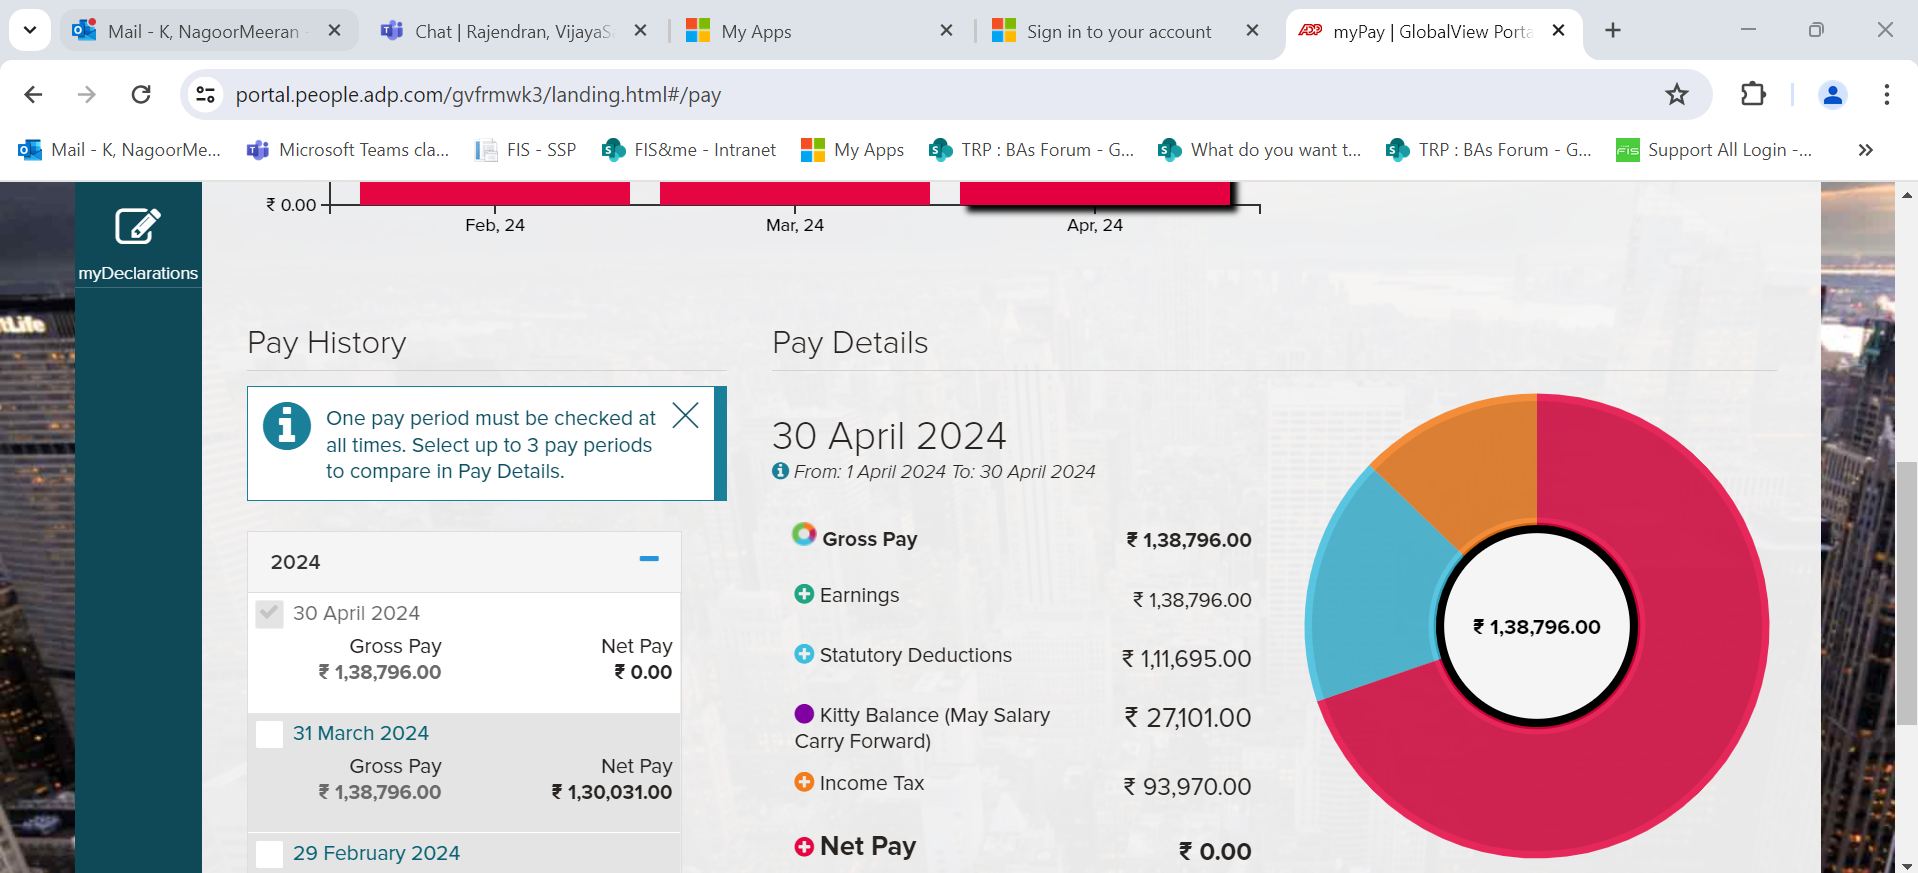 Mail - K, NagoorMeeran -
Chat | Rajendran, VijayaS
My Apps
Sign in to your account
ADP
myPay | GlobalView Porta
portal.people.adp.com/gvfrmwk3/landing.html#/pay
Mail - K, NagoorMe...
Microsoft Teams cla...
FIS - SSP
FIS&me - Intranet
My Apps
TRP : BAs Forum - G...
What do you want t...
TRP : BAs Forum - G...
FIS
Support All Login -...
myDeclarations
₹ 0.00
Feb, 24
Mar, 24
Apr, 24
Pay History
One pay period must be checked at
all times. Select up to 3 pay periods
to compare in Pay Details.
2024
30 April 2024
Gross Pay Net Pay
₹ 1,38,796.00 ₹ 0.00
31 March 2024
Gross Pay Net Pay
₹ 1,38,796.00 ₹ 1,30,031.00
29 February 2024
Pay Details
30 April 2024
From: 1 April 2024 To: 30 April 2024
Gross Pay ₹ 1,38,796.00
Earnings ₹ 1,38,796.00
Statutory Deductions ₹ 1,11,695.00
Kitty Balance (May Salary ₹ 27,101.00
Carry Forward)
Income Tax ₹ 93,970.00
Net Pay ₹ 0.00
₹ 1,38,796.00